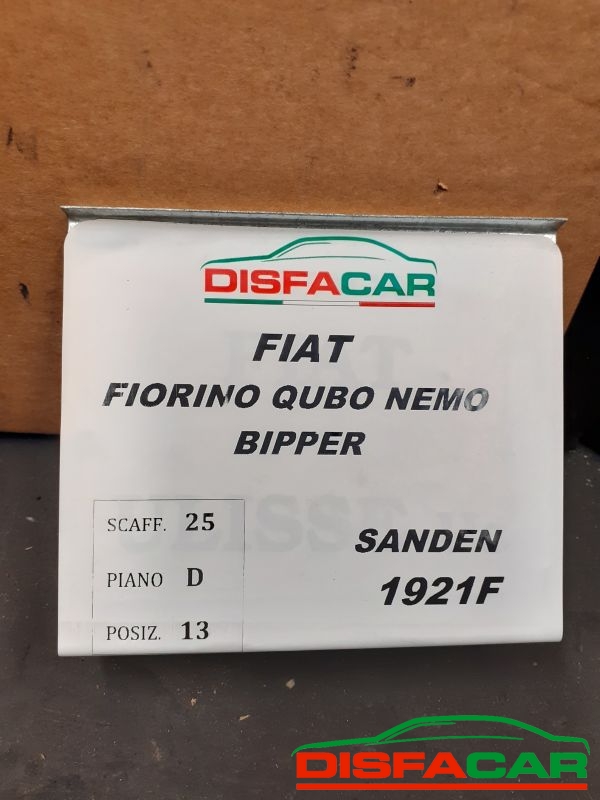 DISFACAR
FIAT
FIORINO QUBO NEMO
BIPPER
SCAFF. 25
PIANO D
POSIZ. 13
SANDEN
1921F
DISFACAR